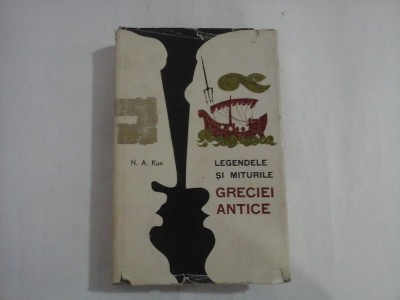 N. A. Kun
LEGENDELE
ȘI MITURILE
GRECIEI
ANTICE